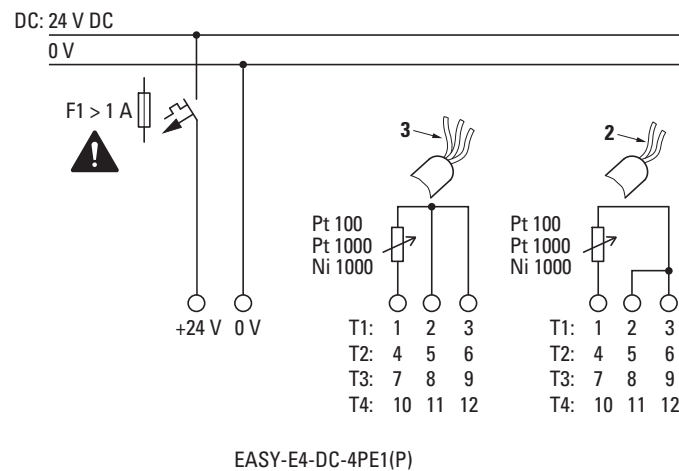 DC: 24 V DC
0 V
F1 > 1 A
3
2
Pt 100
Pt 1000
Ni 1000
Pt 100
Pt 1000
Ni 1000
+24 V 0 V
T1: 1 2 3
T2: 4 5 6
T3: 7 8 9
T4: 10 11 12
T1: 1 2 3
T2: 4 5 6
T3: 7 8 9
T4: 10 11 12
EASY-E4-DC-4PE1(P)